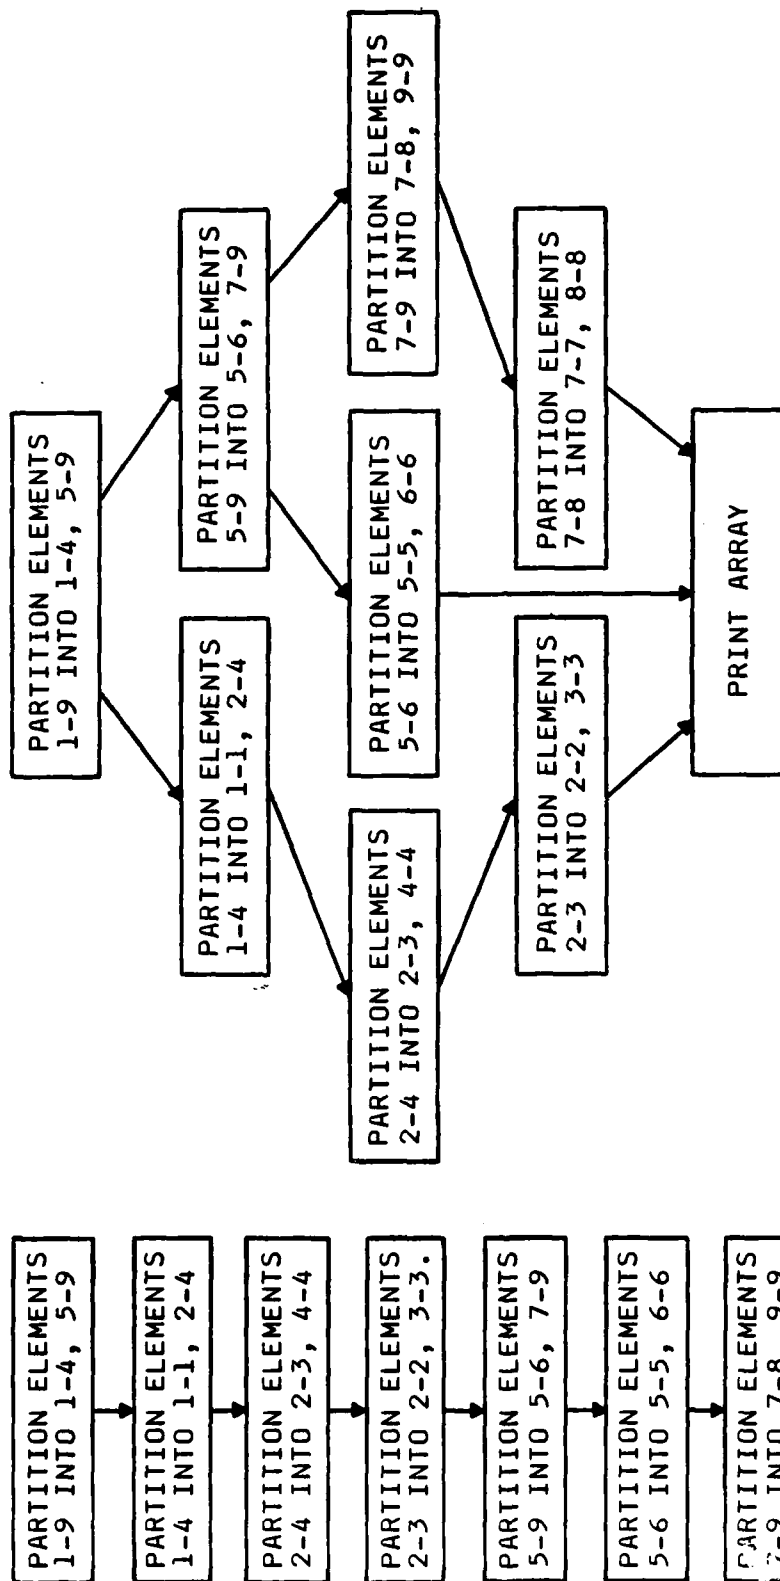 PARTITION ELEMENTS
1-9 INTO 1-4, 5-9
PARTITION ELEMENTS
1-4 INTO 1-1, 2-4
PARTITION ELEMENTS
2-4 INTO 2-3, 4-4
PARTITION ELEMENTS
2-3 INTO 2-2, 3-3.
PARTITION ELEMENTS
5-9 INTO 5-6, 7-9
PARTITION ELEMENTS
5-6 INTO 5-5, 6-6
PARTITION ELEMENTS
7-9 INTO 7-8, 9-9
PARTITION ELEMENTS
1-9 INTO 1-4, 5-9
PARTITION ELEMENTS
1-4 INTO 1-1, 2-4
PARTITION ELEMENTS
5-9 INTO 5-6, 7-9
PARTITION ELEMENTS
2-4 INTO 2-3, 4-4
PARTITION ELEMENTS
5-6 INTO 5-5, 6-6
PARTITION ELEMENTS
7-9 INTO 7-8, 9-9
PARTITION ELEMENTS
2-3 INTO 2-2, 3-3
PARTITION ELEMENTS
7-8 INTO 7-7, 8-8
PRINT ARRAY